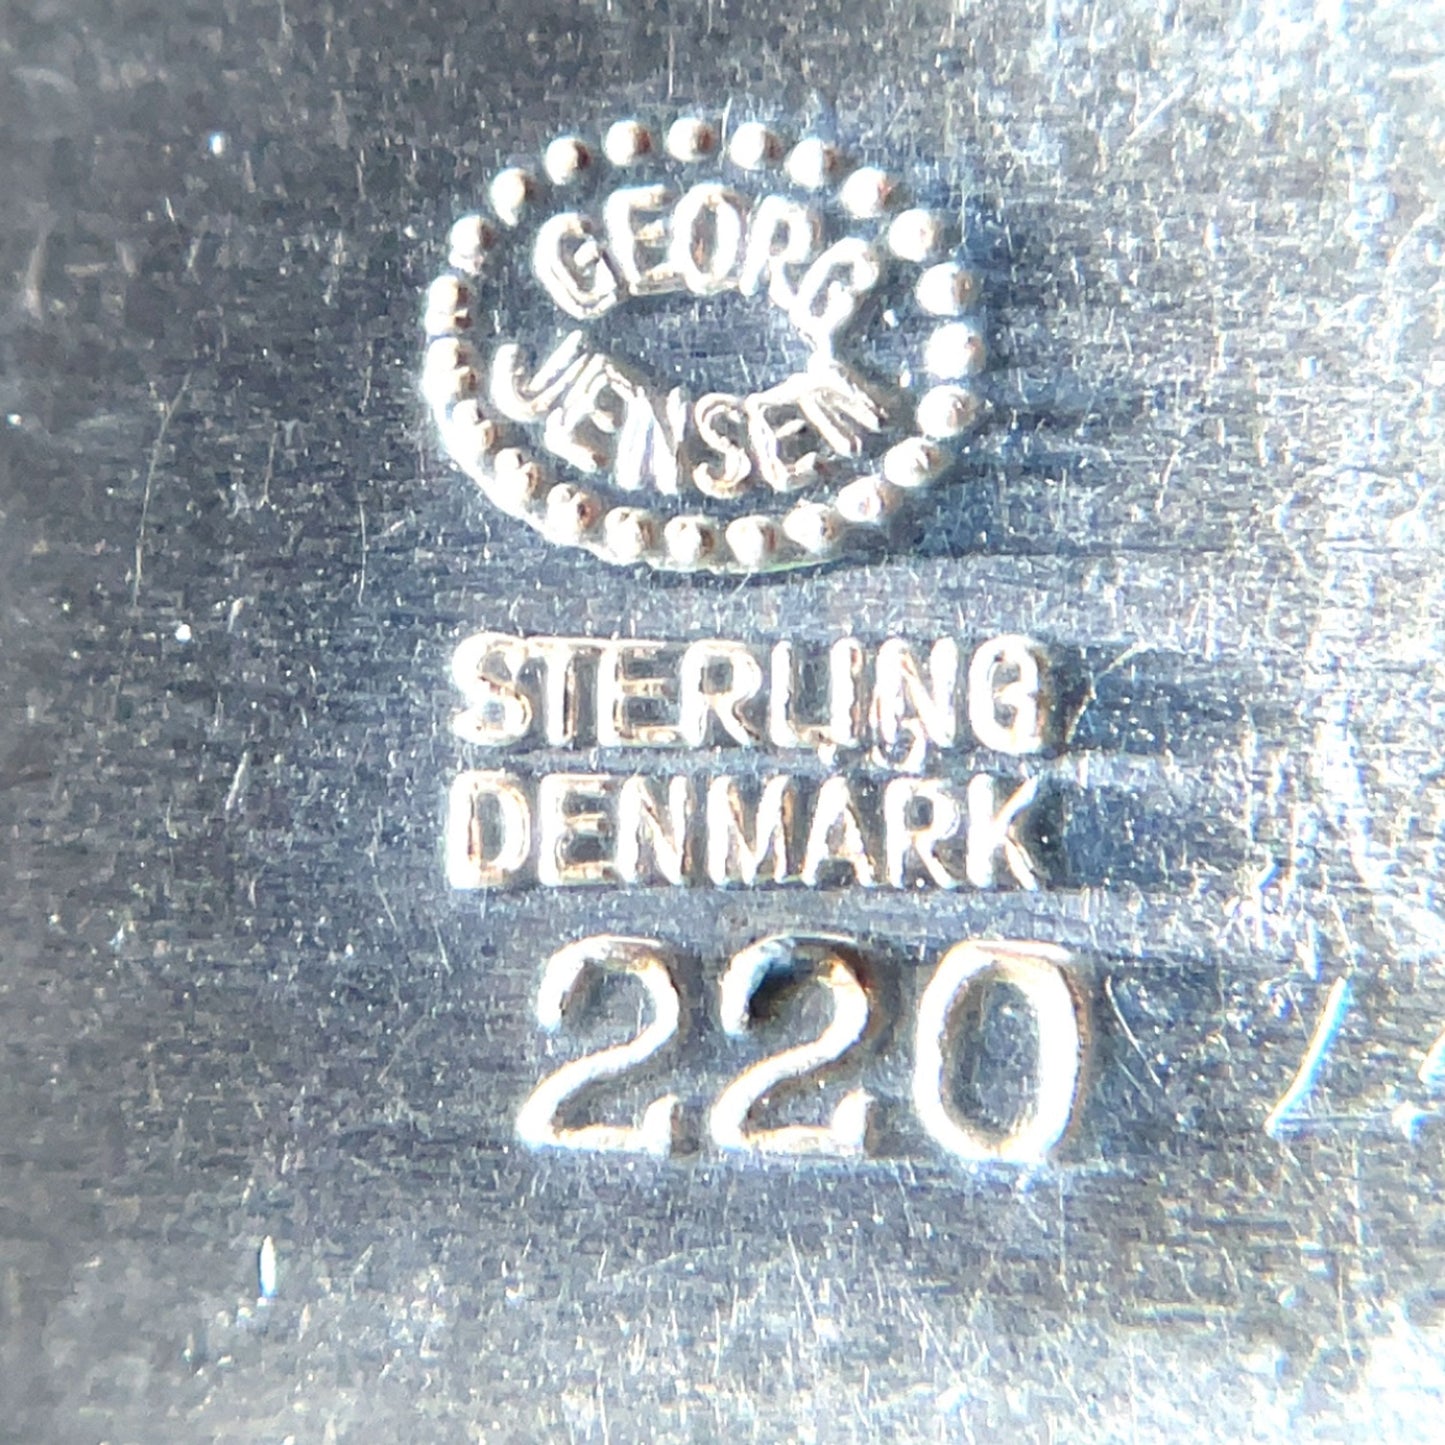 GEORG
JENSEN
STERLING
DENMARK
220